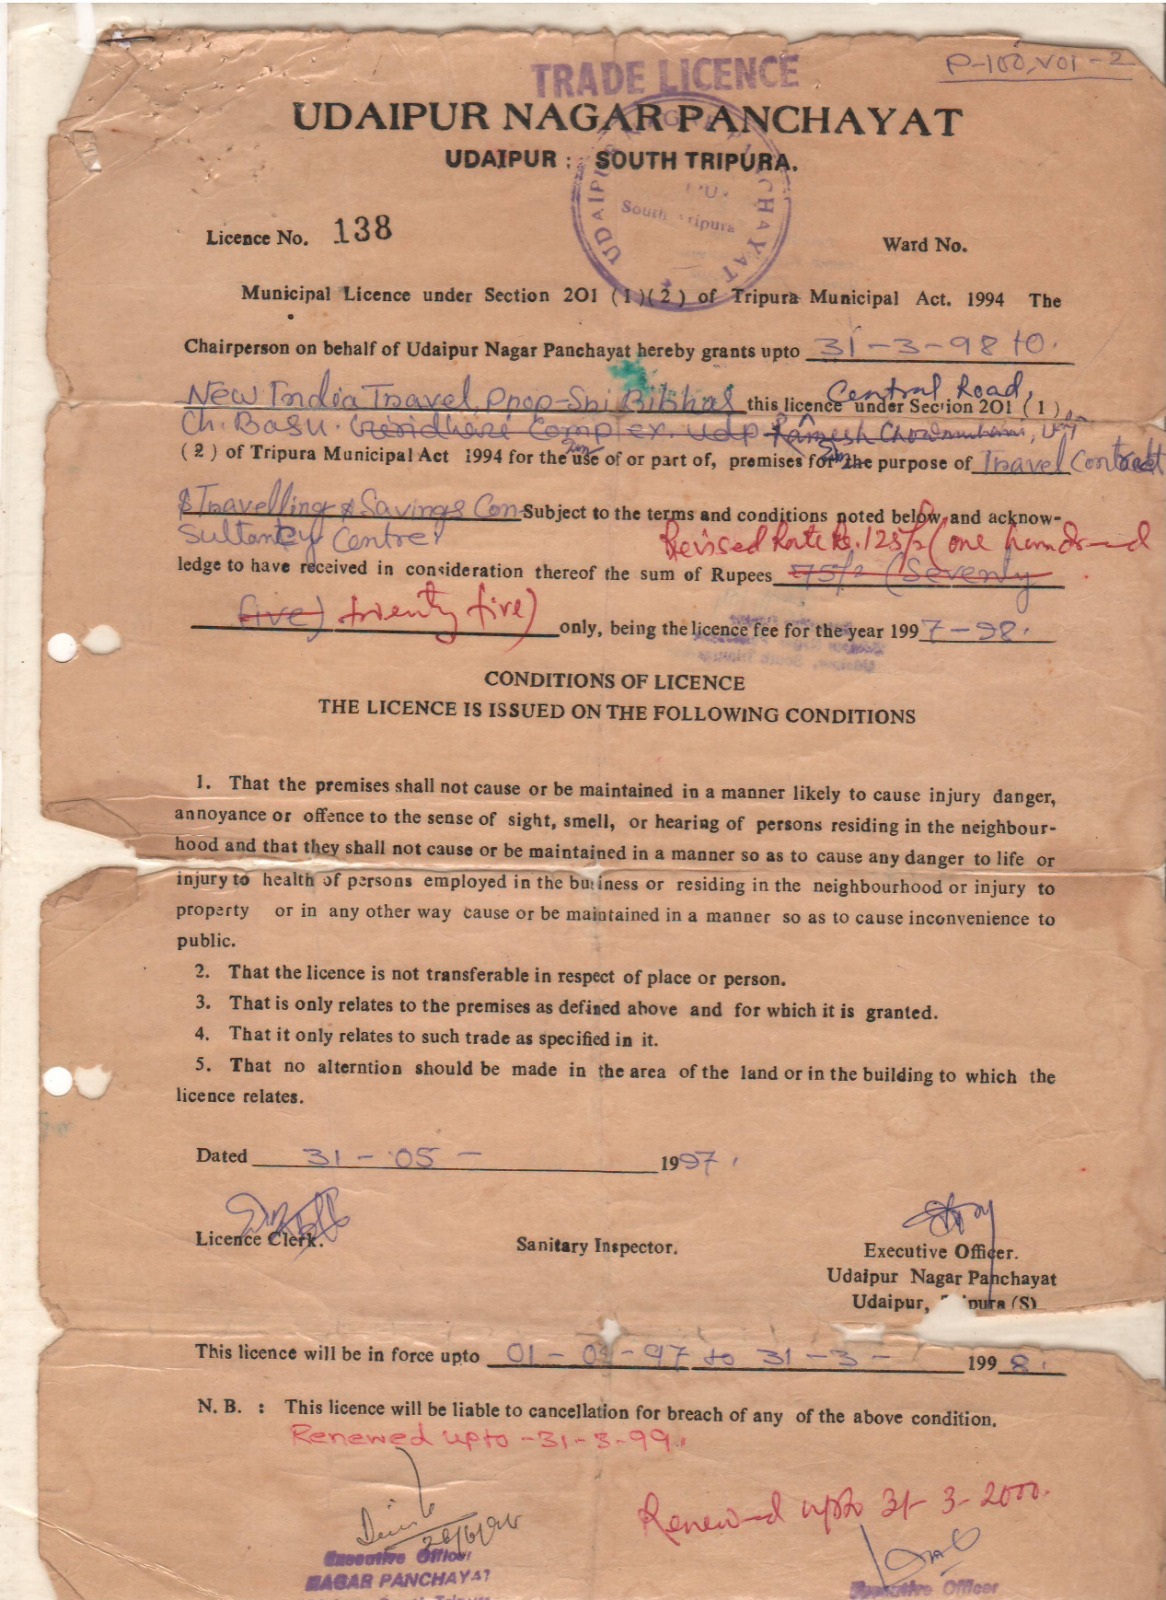 P-100, VOl-2
TRADE LICENCE
UDAIPUR NAGAR PANCHAYAT
UDAIPUR : SOUTH TRIPURA.
UDAIPUR NAGAR PANCHAYAT
South Tripura
Licence No. 138
Ward No.
Municipal Licence under Section 201 (1)(2) of Tripura Municipal Act. 1994 The
Chairperson on behalf of Udaipur Nagar Panchayat hereby grants upto 31-3-98 to.
Central Road,
New India Travel, Prop-Sri Bibhas this licence under Section 201 (1)
Ch. Basu. Giridhari Complex. Udp Ramesh Chowmuhani,
(2) of Tripura Municipal Act 1994 for the use of or part of, premises for the purpose of Travel Contract
& Travelling & Savings Con- Subject to the terms and conditions noted below and acknow-
sultancy Centre. Revised Rate Rs. 125/- (one hundred
ledge to have received in consideration thereof the sum of Rupees 75/- (Seventy
five) twenty five) only, being the licence fee for the year 1997-98.
CONDITIONS OF LICENCE
THE LICENCE IS ISSUED ON THE FOLLOWING CONDITIONS
1. That the premises shall not cause or be maintained in a manner likely to cause injury danger,
annoyance or offence to the sense of sight, smell, or hearing of persons residing in the neighbour-
hood and that they shall not cause or be maintained in a manner so as to cause any danger to life or
injury to health of persons employed in the business or residing in the neighbourhood or injury to
property or in any other way cause or be maintained in a manner so as to cause inconvenience to
public.
2. That the licence is not transferable in respect of place or person.
3. That is only relates to the premises as defined above and for which it is granted.
4. That it only relates to such trade as specified in it.
5. That no alterntion should be made in the area of the land or in the building to which the
licence relates.
Dated 31-05- 1997.
Licence Clerk.
Sanitary Inspector.
Executive Officer.
Udaipur Nagar Panchayat
Udaipur, Tripura (S)
This licence will be in force upto 01-04-97 to 31-3- 1998.
N. B. : This licence will be liable to cancellation for breach of any of the above condition.
Renewed upto -31-3-99.
Renewed upto 31-3-2000.
Executive Officer
NAGAR PANCHAYAT
Executive Officer